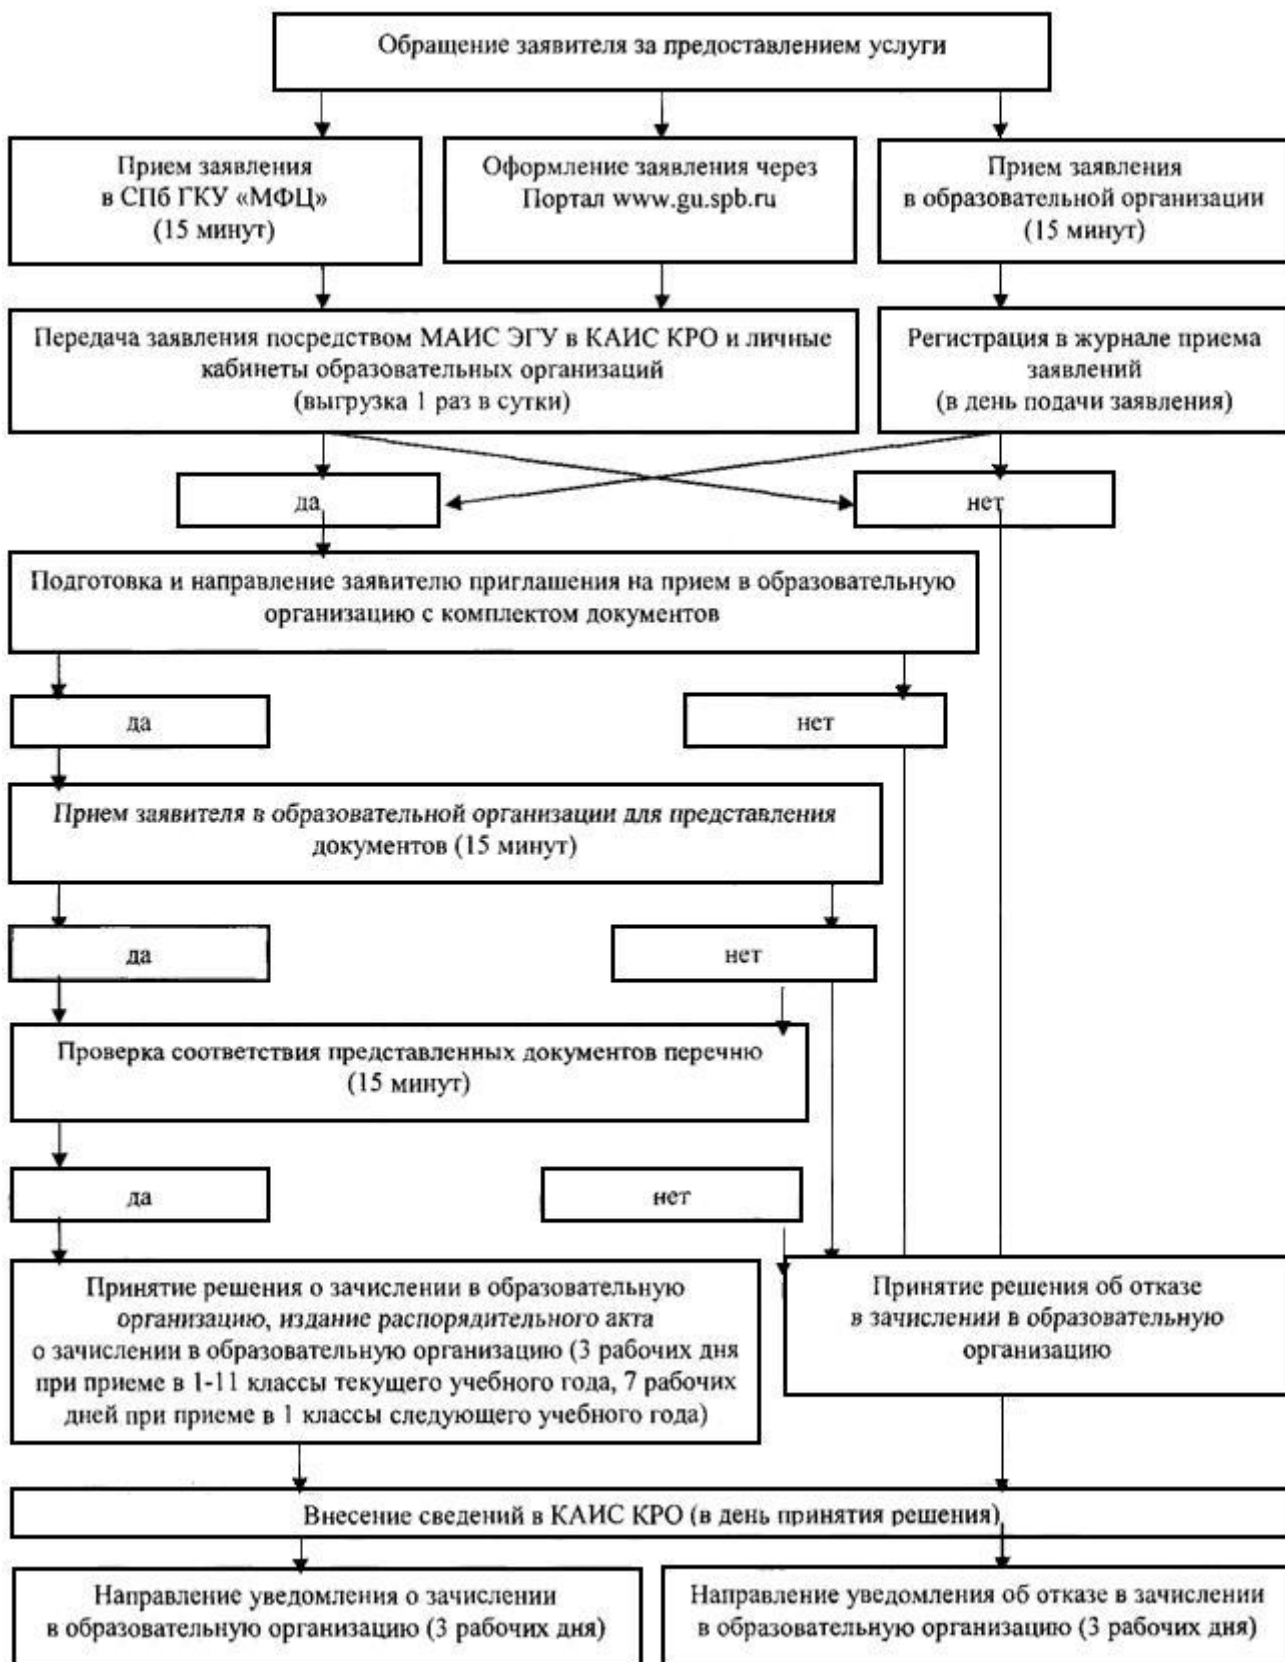 Обращение заявителя за предоставлением услуги
Прием заявления
в СПб ГКУ «МФЦ»
(15 минут)
Оформление заявления через
Портал www.gu.spb.ru
Прием заявления
в образовательной организации
(15 минут)
Передача заявления посредством МАИС ЭГУ в КАИС КРО и личные
кабинеты образовательных организаций
(выгрузка 1 раз в сутки)
Регистрация в журнале приема
заявлений
(в день подачи заявления)
да
нет
Подготовка и направление заявителю приглашения на прием в образовательную
организацию с комплектом документов
да
нет
Прием заявителя в образовательной организации для представления
документов (15 минут)
да
нет
Проверка соответствия представленных документов перечню
(15 минут)
да
нет
Принятие решения о зачислении в образовательную
организацию, издание распорядительного акта
о зачислении в образовательную организацию (3 рабочих дня
при приеме в 1-11 классы текущего учебного года, 7 рабочих
дней при приеме в 1 классы следующего учебного года)
Принятие решения об отказе
в зачислении в образовательную
организацию
Внесение сведений в КАИС КРО (в день принятия решения)
Направление уведомления о зачислении
в образовательную организацию (3 рабочих дня)
Направление уведомления об отказе в зачислении
в образовательную организацию (3 рабочих дня)